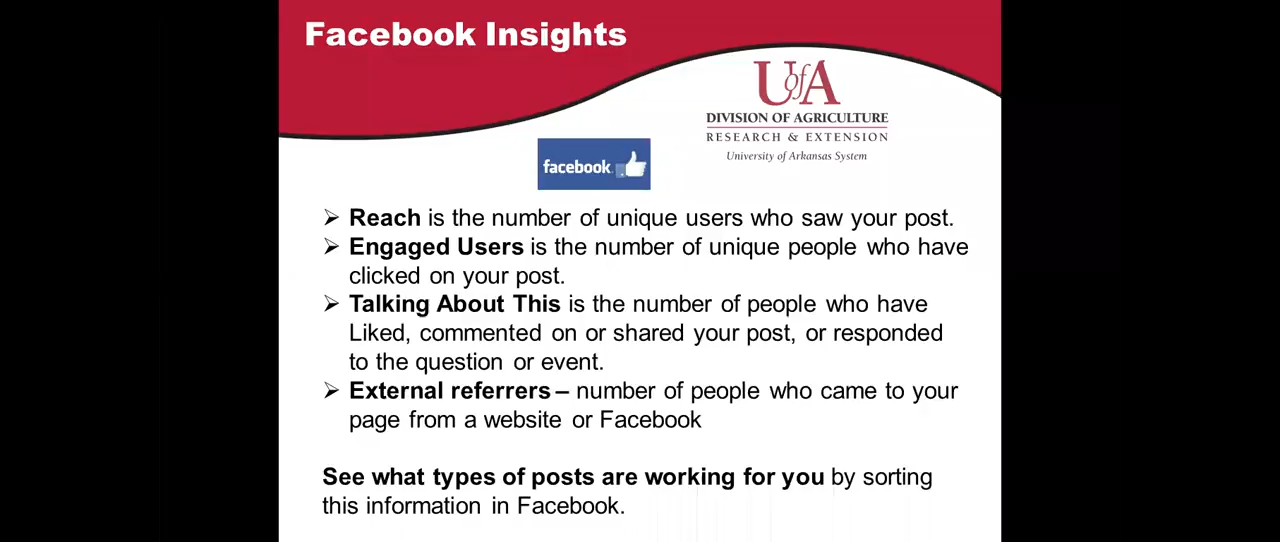 Facebook Insights
UofA
DIVISION OF AGRICULTURE
RESEARCH & EXTENSION
University of Arkansas System
facebook
➢ Reach is the number of unique users who saw your post.
➢ Engaged Users is the number of unique people who have
clicked on your post.
➢ Talking About This is the number of people who have
Liked, commented on or shared your post, or responded
to the question or event.
➢ External referrers – number of people who came to your
page from a website or Facebook
See what types of posts are working for you by sorting
this information in Facebook.